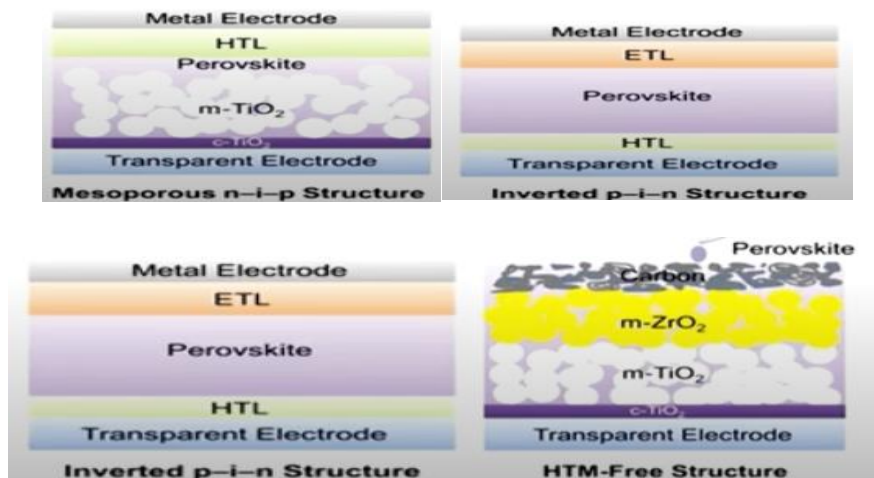 Metal Electrode
HTL
Perovskite
m-TiO₂
c-TiO₂
Transparent Electrode
Mesoporous n–i–p Structure
Metal Electrode
ETL
Perovskite
HTL
Transparent Electrode
Inverted p–i–n Structure
Metal Electrode
ETL
Perovskite
HTL
Transparent Electrode
Inverted p–i–n Structure
Perovskite
Carbon
m-ZrO₂
m-TiO₂
c-TiO₂
Transparent Electrode
HTM-Free Structure